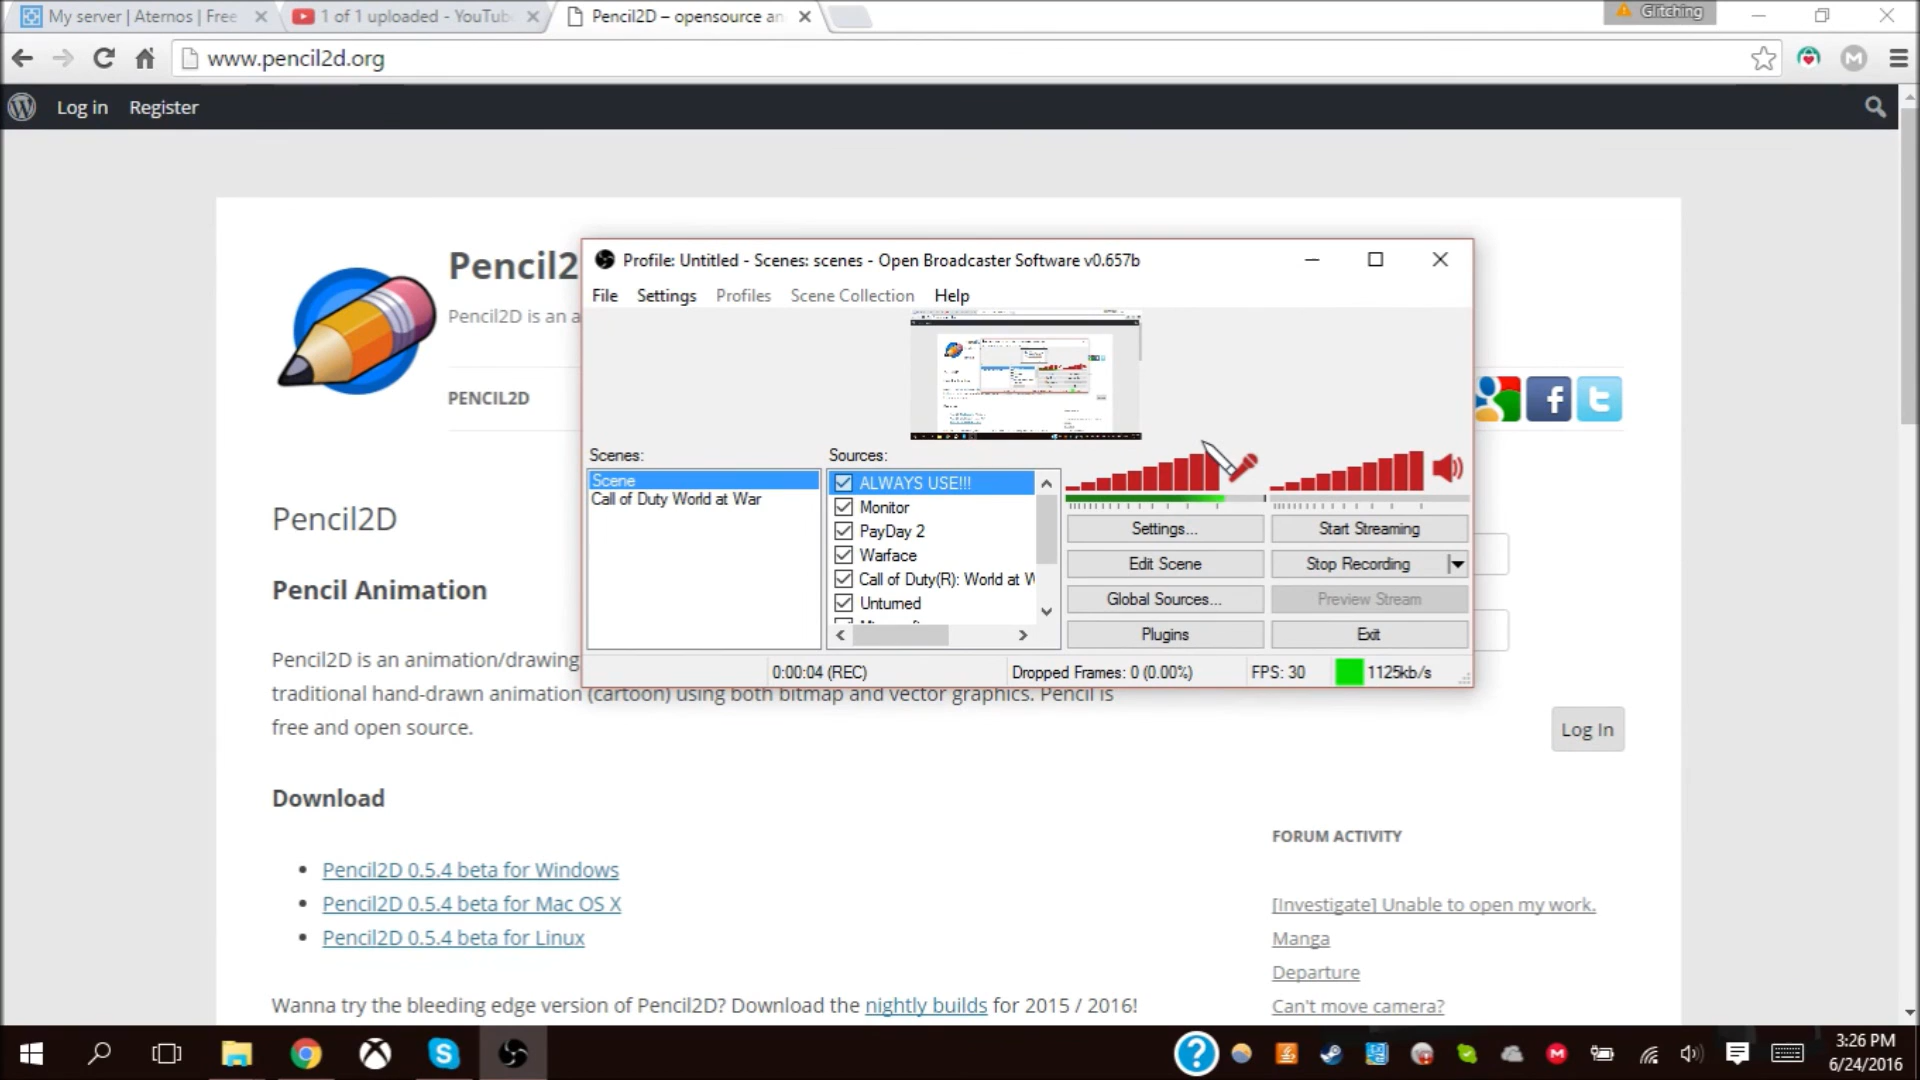 My server | Aternos | Free
1 of 1 uploaded - YouTub
Pencil2D – opensource an
Glitching
www.pencil2d.org
Log in
Register
Pencil2
Pencil2D is an a
PENCIL2D
Profile: Untitled - Scenes: scenes - Open Broadcaster Software v0.657b
File
Settings
Profiles
Scene Collection
Help
Scenes:
Scene
Call of Duty World at War
Sources:
ALWAYS USE!!!
Monitor
PayDay 2
Warface
Call of Duty(R): World at W
Unturned
Settings...
Start Streaming
Edit Scene
Stop Recording
Global Sources...
Preview Stream
Plugins
Exit
0:00:04 (REC)
Dropped Frames: 0 (0.00%)
FPS: 30
1125kb/s
Pencil2D
Pencil Animation
Pencil2D is an animation/drawing
traditional hand-drawn animation (cartoon) using both bitmap and vector graphics. Pencil is
free and open source.
Log In
Download
Pencil2D 0.5.4 beta for Windows
Pencil2D 0.5.4 beta for Mac OS X
Pencil2D 0.5.4 beta for Linux
Wanna try the bleeding edge version of Pencil2D? Download the nightly builds for 2015 / 2016!
FORUM ACTIVITY
[Investigate] Unable to open my work.
Manga
Departure
Can't move camera?
3:26 PM
6/24/2016